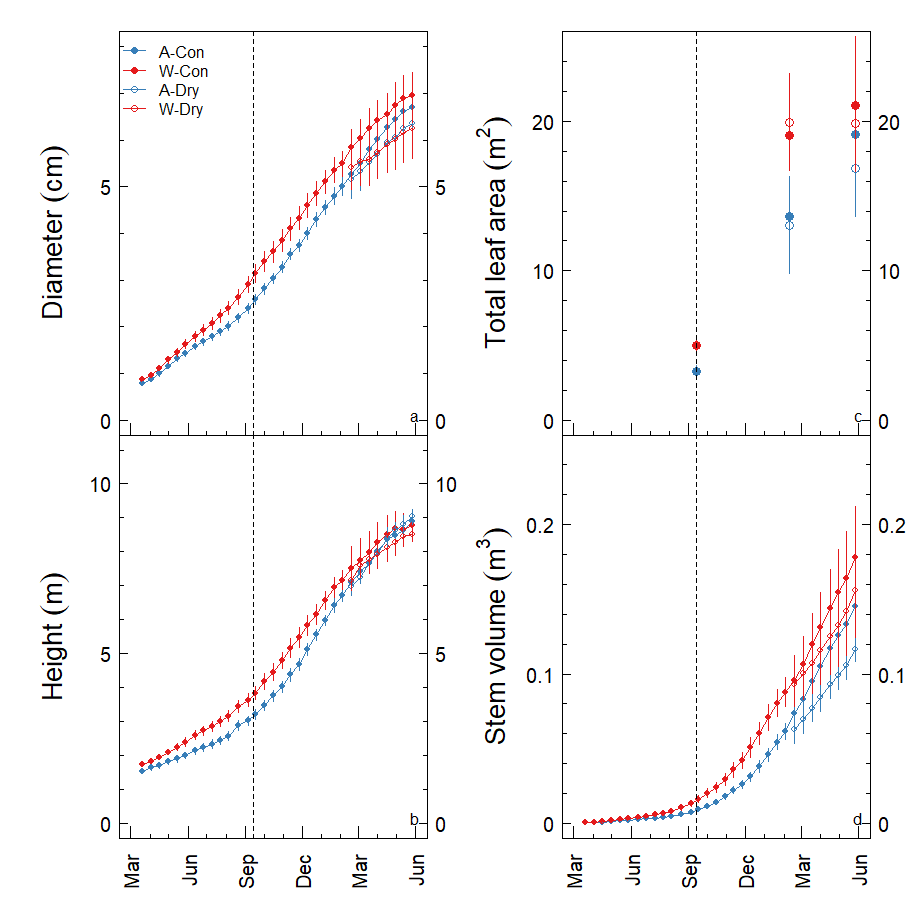 A-Con
W-Con
A-Dry
W-Dry
Diameter (cm)
5
0
5
0
a
Total leaf area (m²)
20
10
0
20
10
0
c
Height (m)
10
5
0
10
5
0
b
Mar
Jun
Sep
Dec
Mar
Jun
Stem volume (m³)
0.2
0.1
0
0.2
0.1
0
d
Mar
Jun
Sep
Dec
Mar
Jun